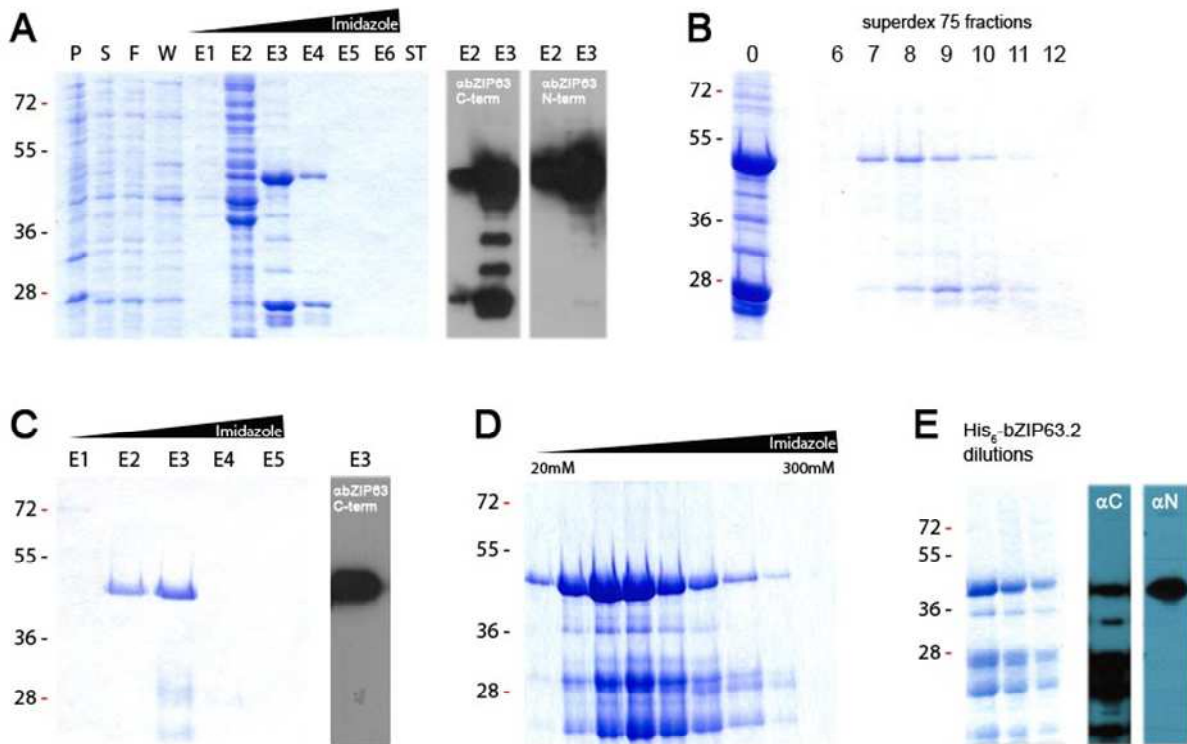 A
Imidazole
P S F W E1 E2 E3 E4 E5 E6 ST
72 -
55 -
36 -
28 -
E2 E3
αbZIP63
C-term
E2 E3
αbZIP63
N-term
B
superdex 75 fractions
0 6 7 8 9 10 11 12
72 -
55 -
36 -
28 -
C
Imidazole
E1 E2 E3 E4 E5
72 -
55 -
36 -
28 -
E3
αbZIP63
C-term
D
Imidazole
20mM 300mM
72 -
55 -
36 -
28 -
E
His6-bZIP63.2
dilutions
72 -
55 -
36 -
28 -
αC αN